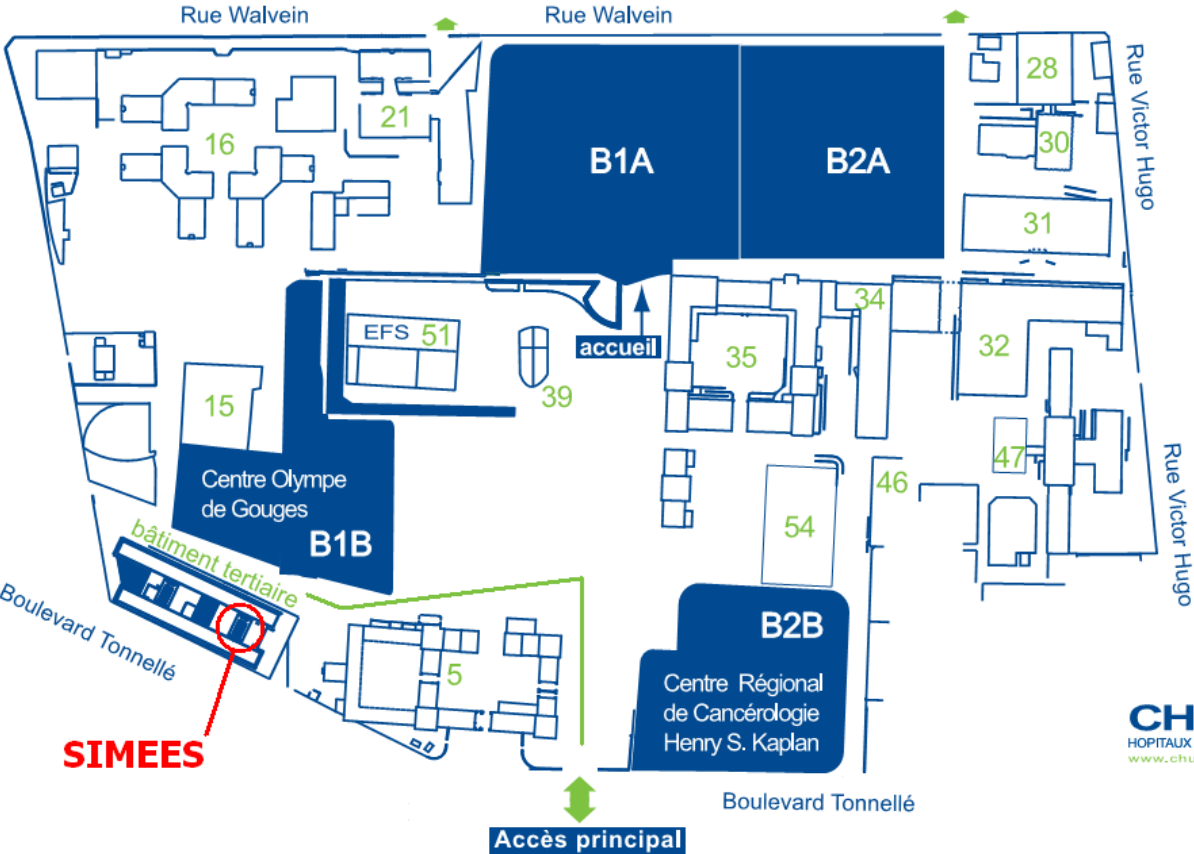 Rue Walvein
Rue Walvein
28
Rue Victor Hugo
21
16
30
B1A
B2A
31
34
EFS 51
accueil
35
32
39
15
47
46
Centre Olympe
de Gouges
B1B
54
Rue Victor Hugo
bâtiment tertiaire
Boulevard Tonnellé
B2B
5
Centre Régional
de Cancérologie
Henry S. Kaplan
SIMEES
CH
HOPITAUX
www.chu
Boulevard Tonnellé
Accès principal